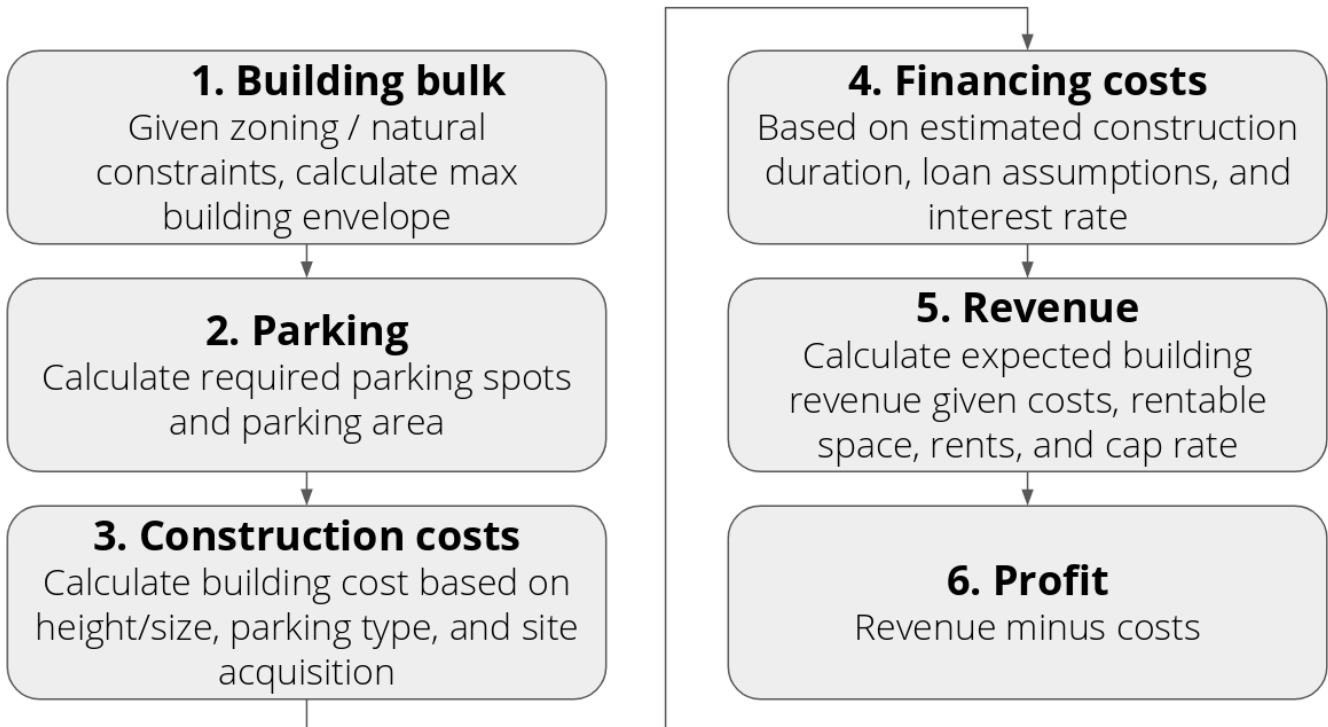 1. Building bulk
Given zoning / natural
constraints, calculate max
building envelope
2. Parking
Calculate required parking spots
and parking area
3. Construction costs
Calculate building cost based on
height/size, parking type, and site
acquisition
4. Financing costs
Based on estimated construction
duration, loan assumptions, and
interest rate
5. Revenue
Calculate expected building
revenue given costs, rentable
space, rents, and cap rate
6. Profit
Revenue minus costs